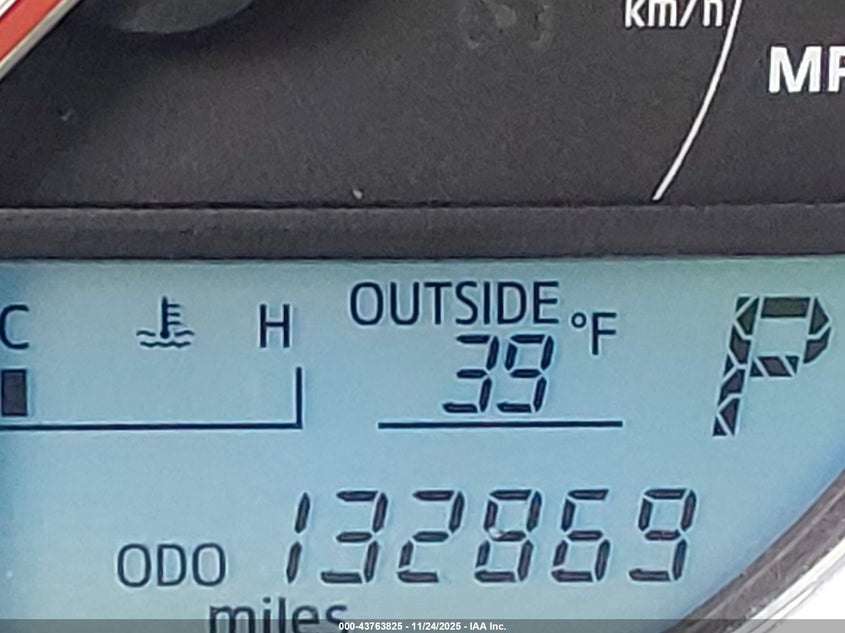 km/h
MP
C H
OUTSIDE °F
39
P
ODO 132869
miles
000-43763825 - 11/24/2025 - IAA Inc.